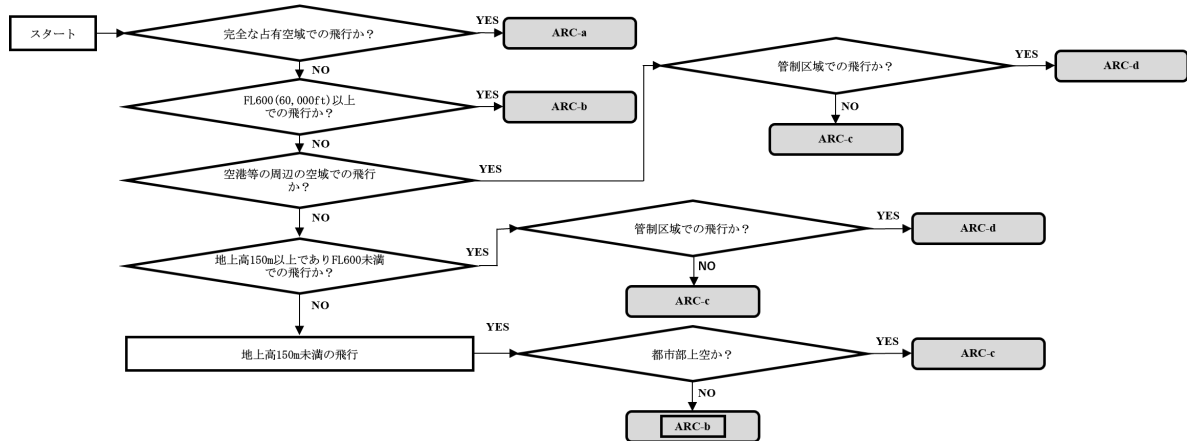 スタート
完全な占有空域での飛行か？
YES
ARC-a
NO
FL600(60,000ft)以上
での飛行か？
YES
ARC-b
NO
空港等の周辺の空域での飛行
か？
YES
管制区域での飛行か？
YES
ARC-d
NO
ARC-c
NO
地上高150m以上でありFL600未満
での飛行か？
YES
管制区域での飛行か？
YES
ARC-d
NO
ARC-c
NO
地上高150m未満の飛行
YES
都市部上空か？
YES
ARC-c
NO
ARC-b